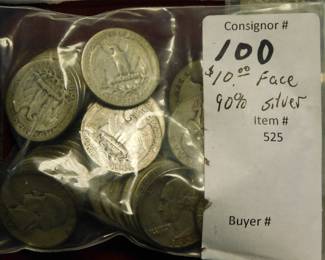 Consignor #
100
$10.00 Face
90% Silver
Item #
525
Buyer #